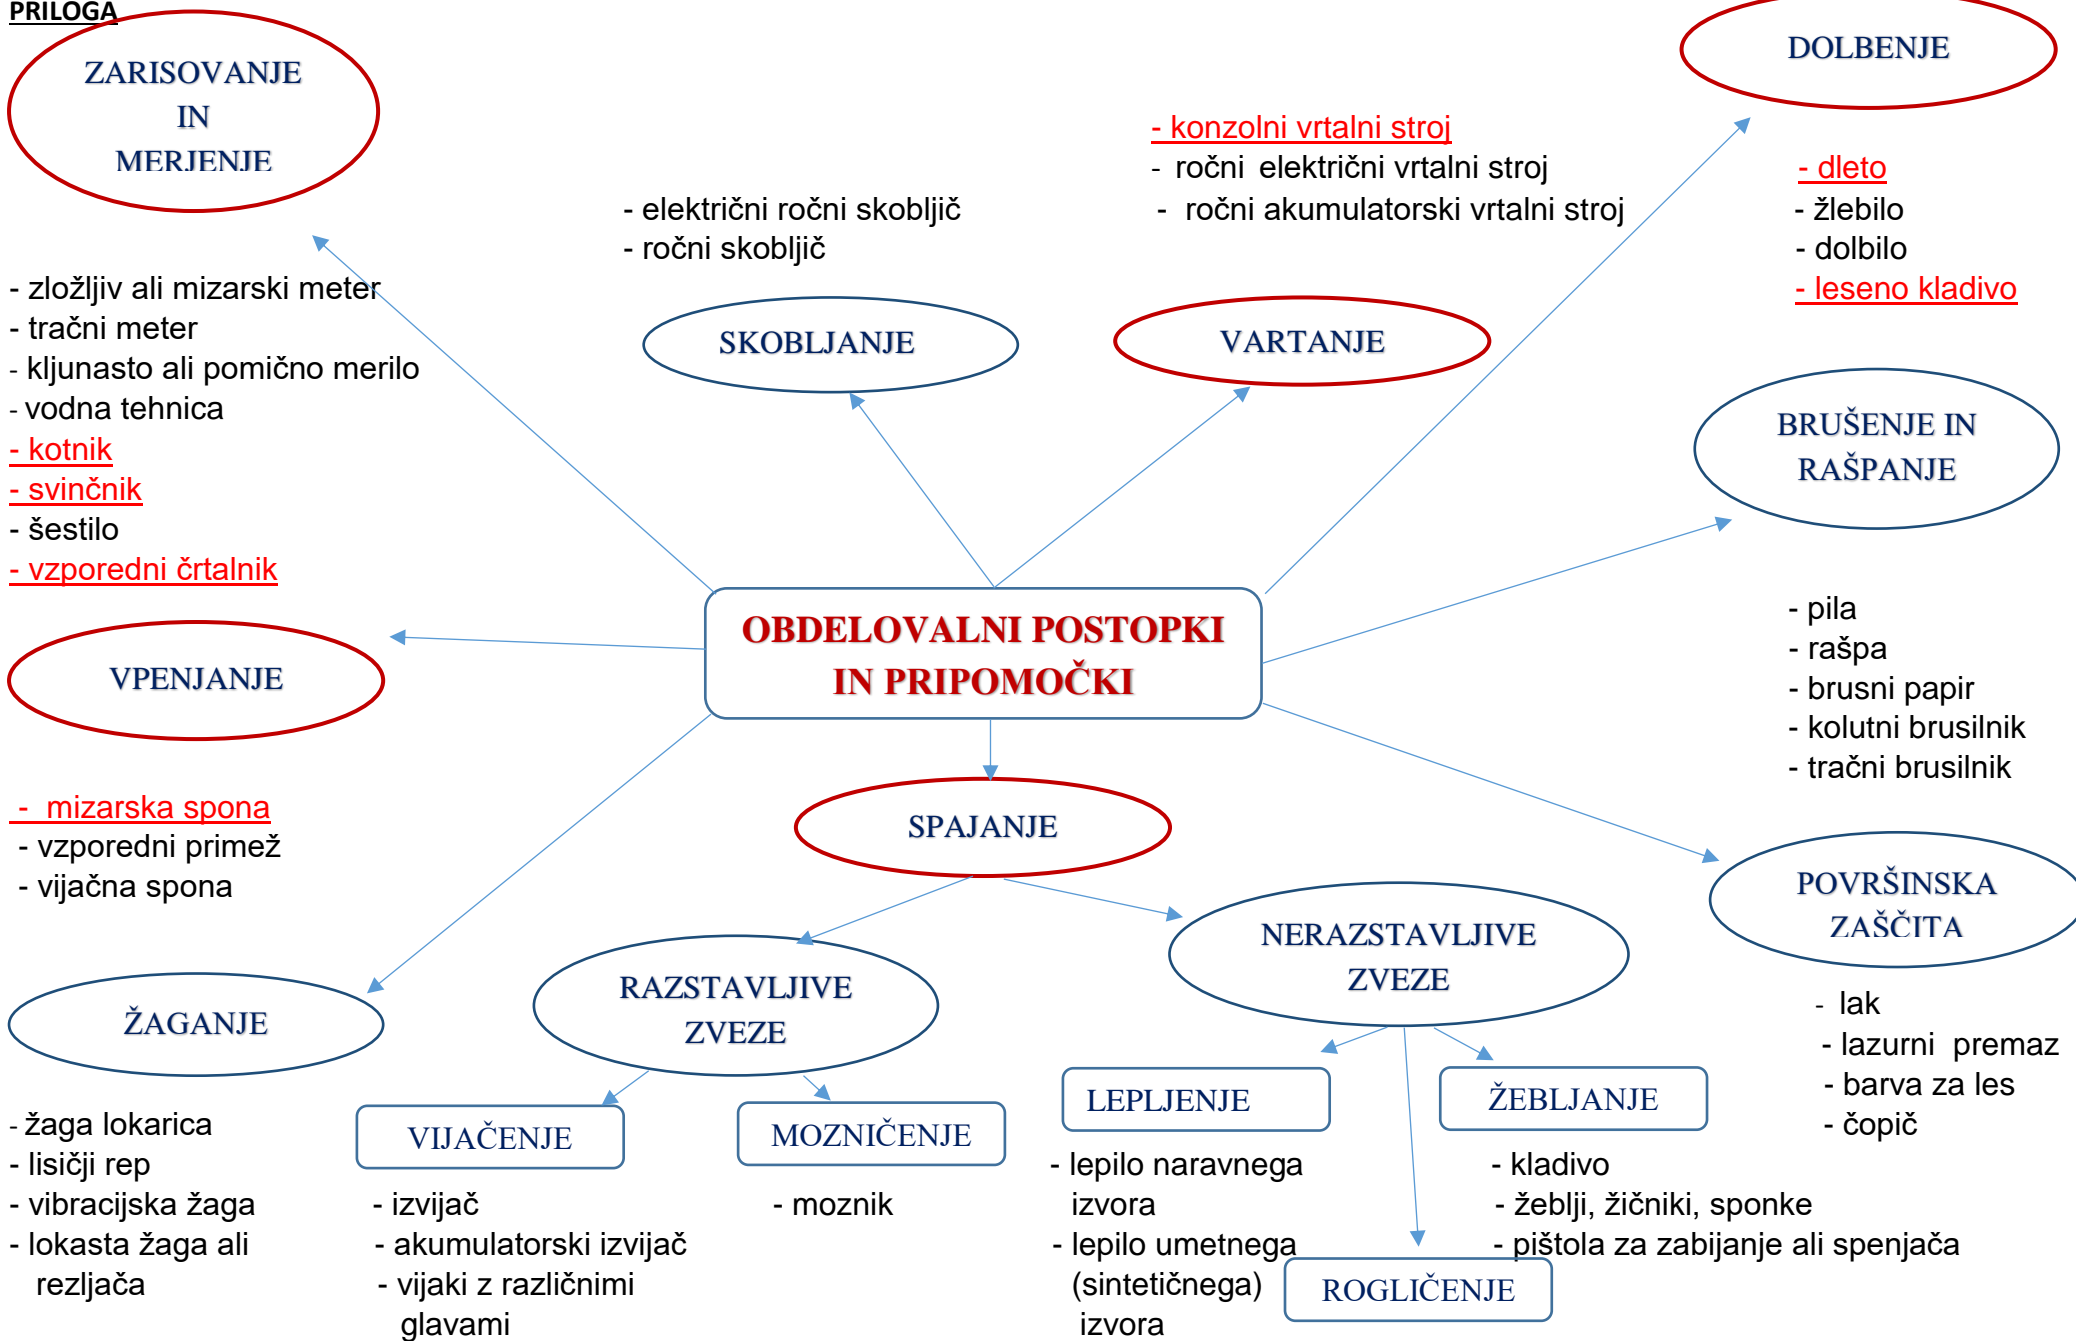 PRILOGA
ZARISOVANJE
IN
MERJENJE
- zložljiv ali mizarski meter
- tračni meter
- kljunasto ali pomično merilo
- vodna tehnica
- kotnik
- svinčnik
- šestilo
- vzporedni črtalnik
- električni ročni skobljič
- ročni skobljič
SKOBLJANJE
- konzolni vrtalni stroj
- ročni električni vrtalni stroj
- ročni akumulatorski vrtalni stroj
VARTANJE
DOLBENJE
- dleto
- žlebilo
- dolbilo
- leseno kladivo
BRUŠENJE IN
RAŠPANJE
- pila
- rašpa
- brusni papir
- kolutni brusilnik
- tračni brusilnik
OBDELOVALNI POSTOPKI
IN PRIPOMOČKI
VPENJANJE
- mizarska spona
- vzporedni primež
- vijačna spona
SPAJANJE
POVRŠINSKA
ZAŠČITA
- lak
- lazurni premaz
- barva za les
- čopič
ŽAGANJE
- žaga lokarica
- lisičji rep
- vibracijska žaga
- lokasta žaga ali
rezljača
RAZSTAVLJIVE
ZVEZE
VIJAČENJE
- izvijač
- akumulatorski izvijač
- vijaki z različnimi
glavami
MOZNIČENJE
- moznik
NERAZSTAVLJIVE
ZVEZE
LEPLJENJE
- lepilo naravnega
izvora
- lepilo umetnega
(sintetičnega)
izvora
ŽEBLJANJE
- kladivo
- žeblji, žičniki, sponke
- pištola za zabijanje ali spenjača
ROGLIČENJE